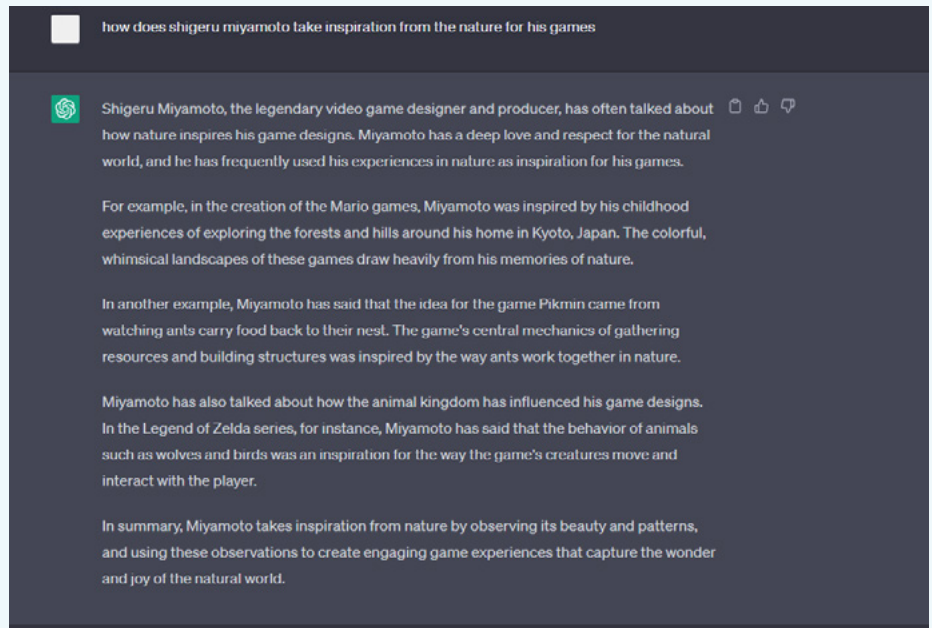 how does shigeru miyamoto take inspiration from the nature for his games
Shigeru Miyamoto, the legendary video game designer and producer, has often talked about
how nature inspires his game designs. Miyamoto has a deep love and respect for the natural
world, and he has frequently used his experiences in nature as inspiration for his games.
For example, in the creation of the Mario games, Miyamoto was inspired by his childhood
experiences of exploring the forests and hills around his home in Kyoto, Japan. The colorful,
whimsical landscapes of these games draw heavily from his memories of nature.
In another example, Miyamoto has said that the idea for the game Pikmin came from
watching ants carry food back to their nest. The game's central mechanics of gathering
resources and building structures was inspired by the way ants work together in nature.
Miyamoto has also talked about how the animal kingdom has influenced his game designs.
In the Legend of Zelda series, for instance, Miyamoto has said that the behavior of animals
such as wolves and birds was an inspiration for the way the game's creatures move and
interact with the player.
In summary, Miyamoto takes inspiration from nature by observing its beauty and patterns,
and using these observations to create engaging game experiences that capture the wonder
and joy of the natural world.